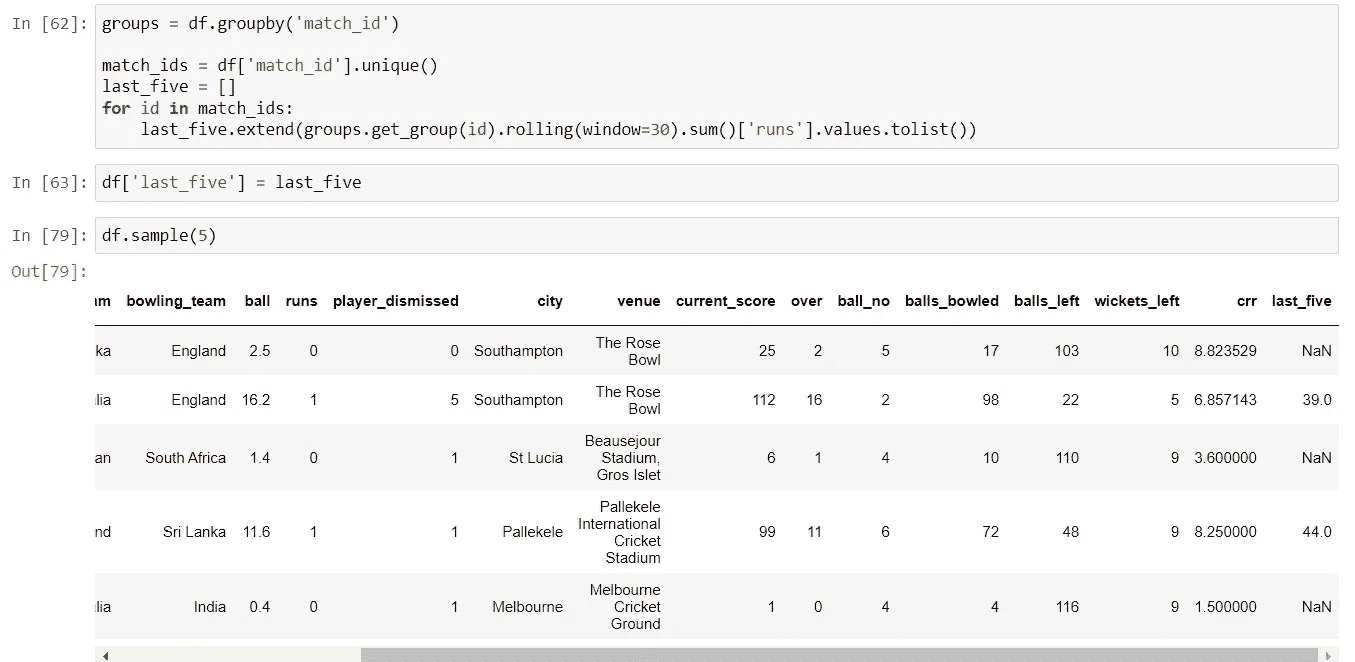 In [62]: groups = df.groupby('match_id')
match_ids = df['match_id'].unique()
last_five = []
for id in match_ids:
    last_five.extend(groups.get_group(id).rolling(window=30).sum()['runs'].values.tolist())
In [63]: df['last_five'] = last_five
In [79]: df.sample(5)
Out[79]:
am bowling_team ball runs player_dismissed city venue current_score over ball_no balls_bowled balls_left wickets_left crr last_five
ka England 2.5 0 0 Southampton The Rose Bowl 25 2 5 17 103 10 8.823529 NaN
lia England 16.2 1 5 Southampton The Rose Bowl 112 16 2 98 22 5 6.857143 39.0
an South Africa 1.4 0 1 St Lucia Beausejour Stadium, Gros Islet 6 1 4 10 110 9 3.600000 NaN
nd Sri Lanka 11.6 1 1 Pallekele Pallekele International Cricket Stadium 99 11 6 72 48 9 8.250000 44.0
lia India 0.4 0 1 Melbourne Melbourne Cricket Ground 1 0 4 4 116 9 1.500000 NaN